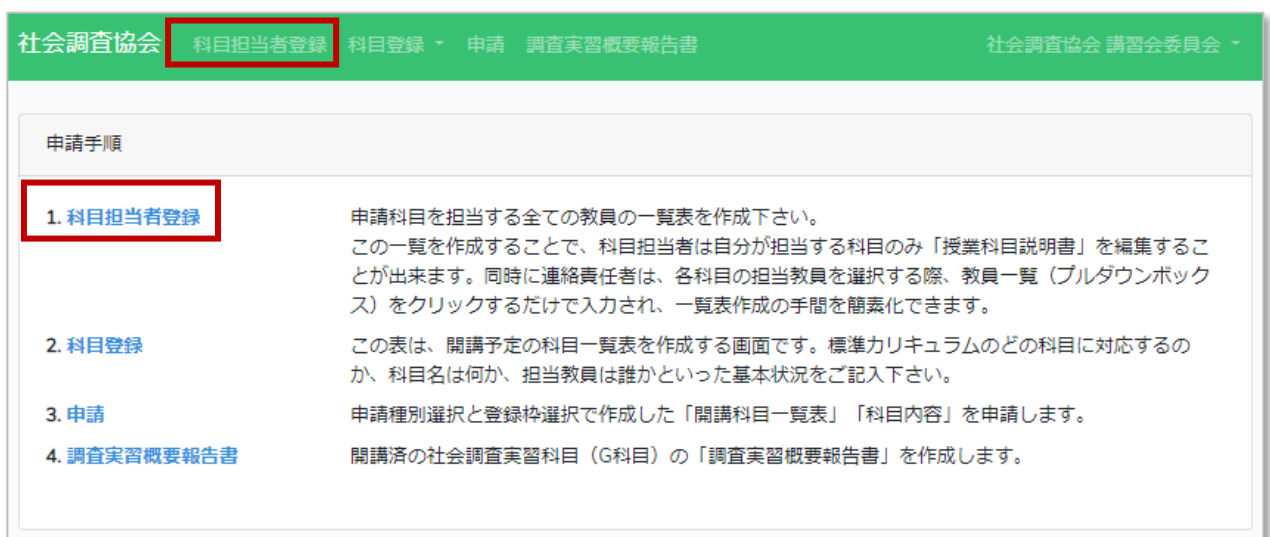 社会調査協会 科目担当者登録 科目登録 申請 調査実習概要報告書 社会調査協会 講習会委員会
申請手順
1. 科目担当者登録 申請科目を担当する全ての教員の一覧表を作成下さい。
この一覧を作成することで、科目担当者は自分が担当する科目のみ「授業科目説明書」を編集するこ
とが出来ます。同時に連絡責任者は、各科目の担当教員を選択する際、教員一覧（プルダウンボック
ス）をクリックするだけで入力され、一覧表作成の手間を簡素化できます。
2. 科目登録 この表は、開講予定の科目一覧表を作成する画面です。標準カリキュラムのどの科目に対応するの
か、科目名は何か、担当教員は誰かといった基本状況をご記入下さい。
3. 申請 申請種別選択と登録枠選択で作成した「開講科目一覧表」「科目内容」を申請します。
4. 調査実習概要報告書 開講済の社会調査実習科目（G科目）の「調査実習概要報告書」を作成します。